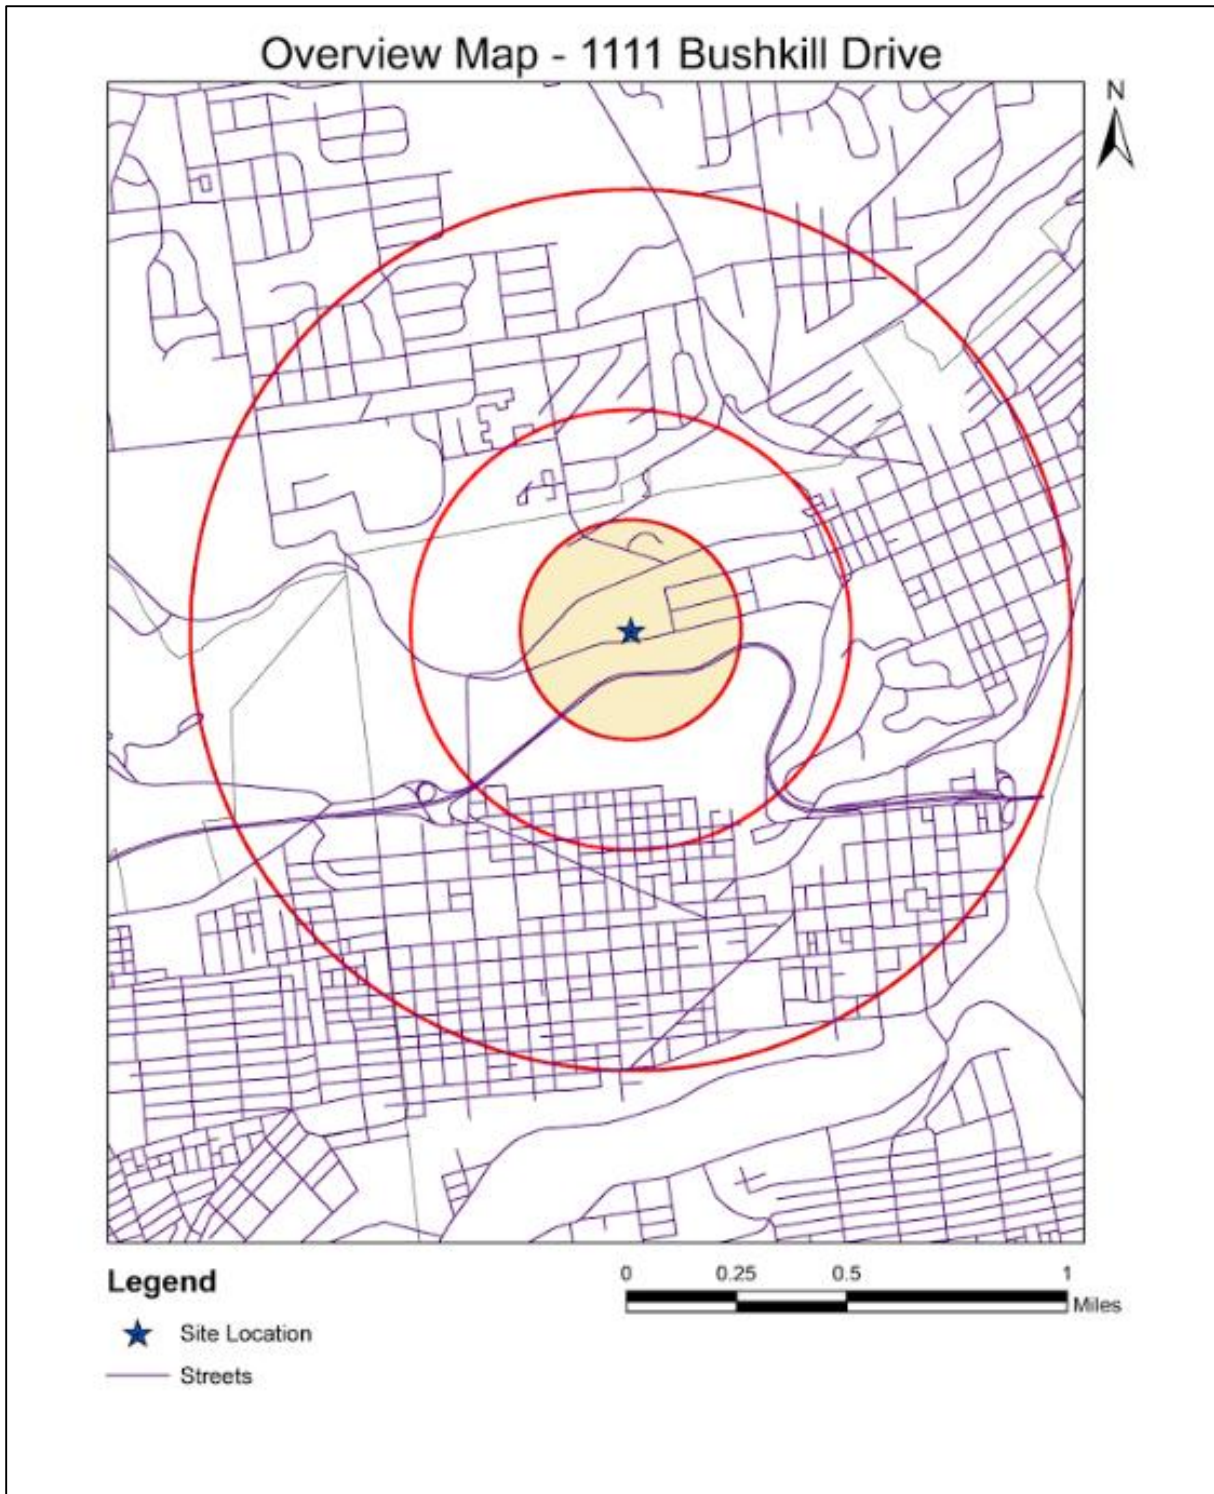 Overview Map - 1111 Bushkill Drive
N
Legend
0 0.25 0.5 1
Miles
Site Location
Streets